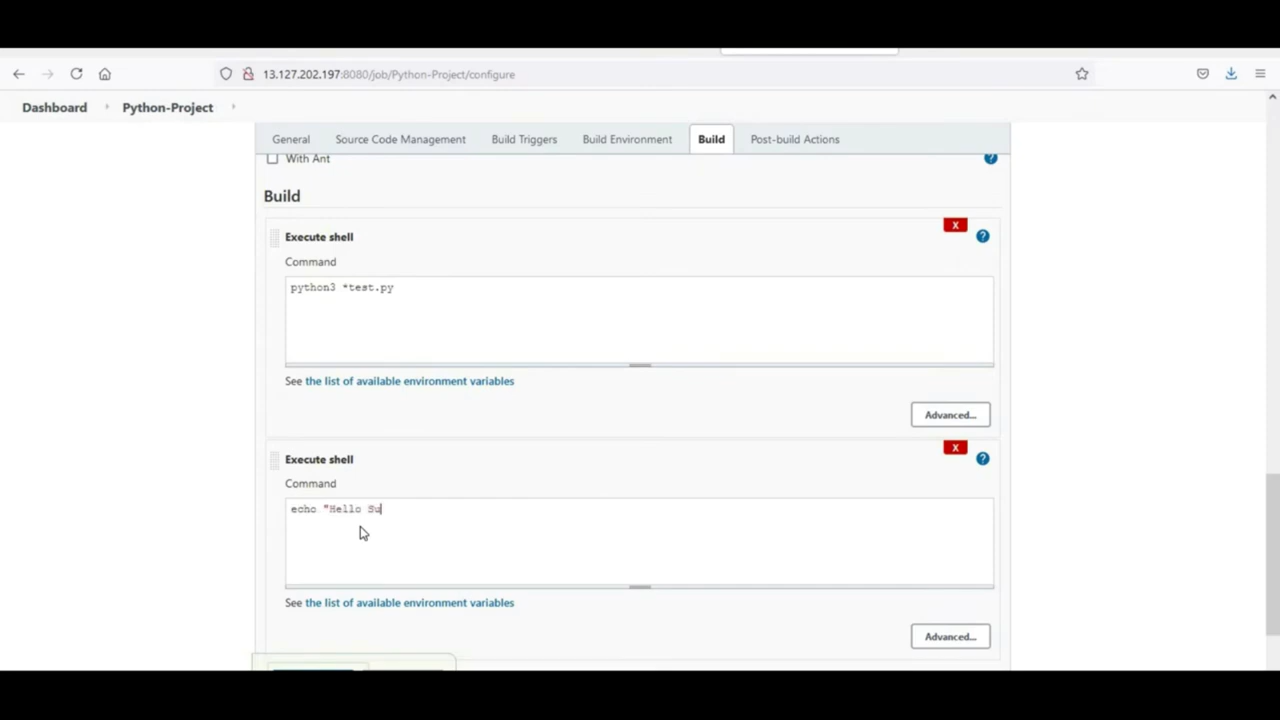 13.127.202.197:8080/job/Python-Project/configure
Dashboard Python-Project
General Source Code Management Build Triggers Build Environment Build Post-build Actions
With Ant
?
Build
X
Execute shell
?
Command
python3 *test.py
See the list of available environment variables
Advanced...
X
Execute shell
?
Command
echo "Hello Su
See the list of available environment variables
Advanced...